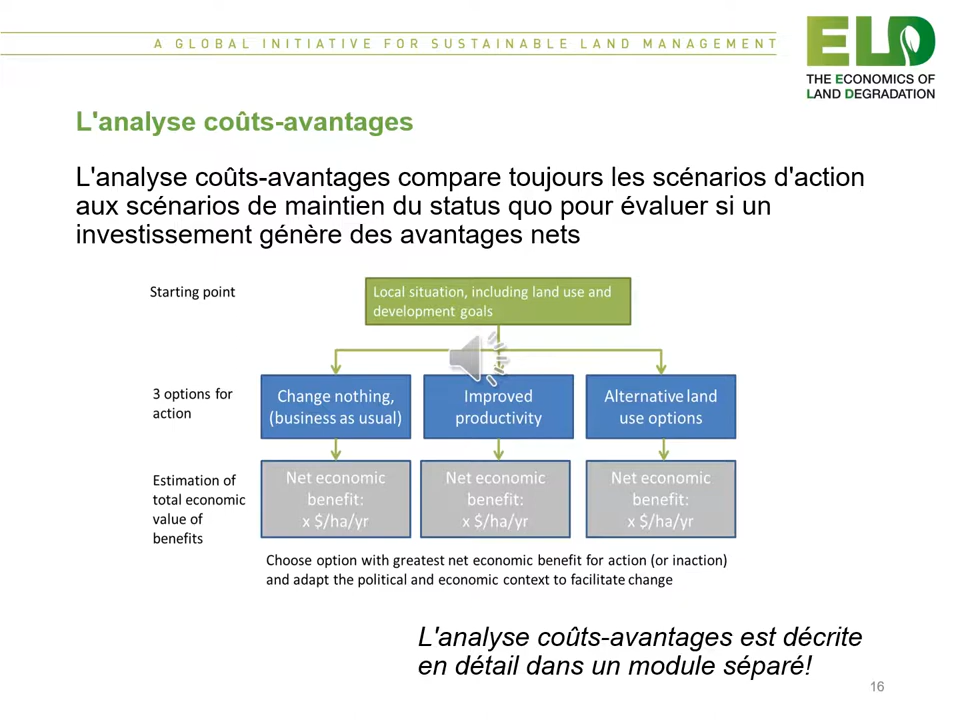 A GLOBAL INITIATIVE FOR SUSTAINABLE LAND MANAGEMENT
ELD
THE ECONOMICS OF
LAND DEGRADATION
L'analyse coûts-avantages
L'analyse coûts-avantages compare toujours les scénarios d'action
aux scénarios de maintien du status quo pour évaluer si un
investissement génère des avantages nets
Starting point
Local situation, including land use and
development goals
3 options for
action
Change nothing,
(business as usual)
Improved
productivity
Alternative land
use options
Estimation of
total economic
value of
benefits
Net economic
benefit:
x $/ha/yr
Net economic
benefit:
x $/ha/yr
Net economic
benefit:
x $/ha/yr
Choose option with greatest net economic benefit for action (or inaction)
and adapt the political and economic context to facilitate change
L'analyse coûts-avantages est décrite
en détail dans un module séparé!
16